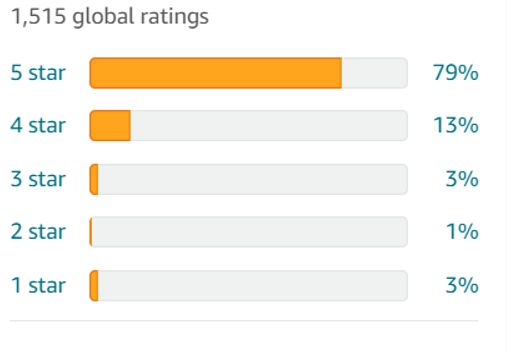 1,515 global ratings
5 star 79%
4 star 13%
3 star 3%
2 star 1%
1 star 3%